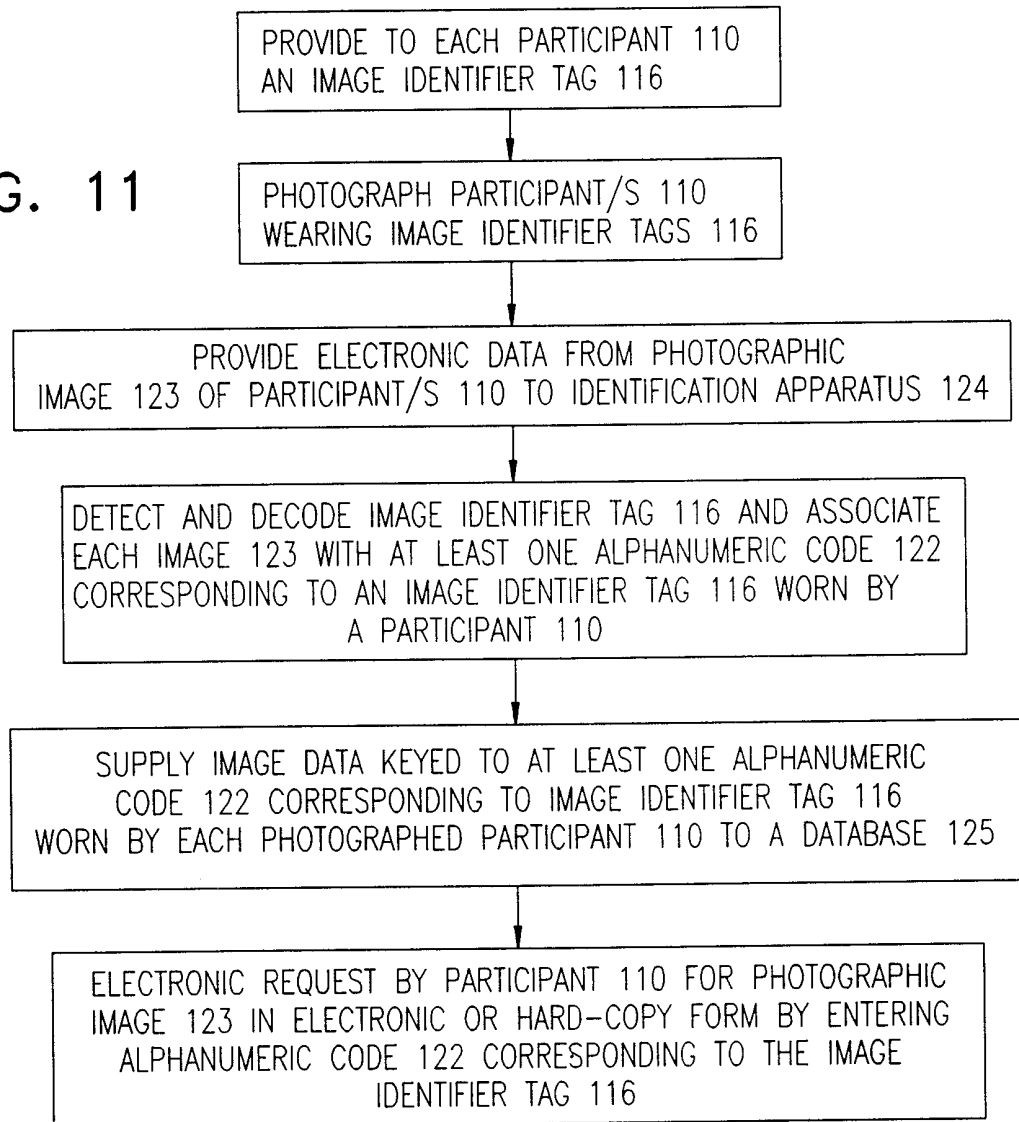 PROVIDE TO EACH PARTICIPANT 110
AN IMAGE IDENTIFIER TAG 116
G. 11
PHOTOGRAPH PARTICIPANT/S 110
WEARING IMAGE IDENTIFIER TAGS 116
PROVIDE ELECTRONIC DATA FROM PHOTOGRAPHIC
IMAGE 123 OF PARTICIPANT/S 110 TO IDENTIFICATION APPARATUS 124
DETECT AND DECODE IMAGE IDENTIFIER TAG 116 AND ASSOCIATE
EACH IMAGE 123 WITH AT LEAST ONE ALPHANUMERIC CODE 122
CORRESPONDING TO AN IMAGE IDENTIFIER TAG 116 WORN BY
A PARTICIPANT 110
SUPPLY IMAGE DATA KEYED TO AT LEAST ONE ALPHANUMERIC
CODE 122 CORRESPONDING TO IMAGE IDENTIFIER TAG 116
WORN BY EACH PHOTOGRAPHED PARTICIPANT 110 TO A DATABASE 125
ELECTRONIC REQUEST BY PARTICIPANT 110 FOR PHOTOGRAPHIC
IMAGE 123 IN ELECTRONIC OR HARD-COPY FORM BY ENTERING
ALPHANUMERIC CODE 122 CORRESPONDING TO THE IMAGE
IDENTIFIER TAG 116